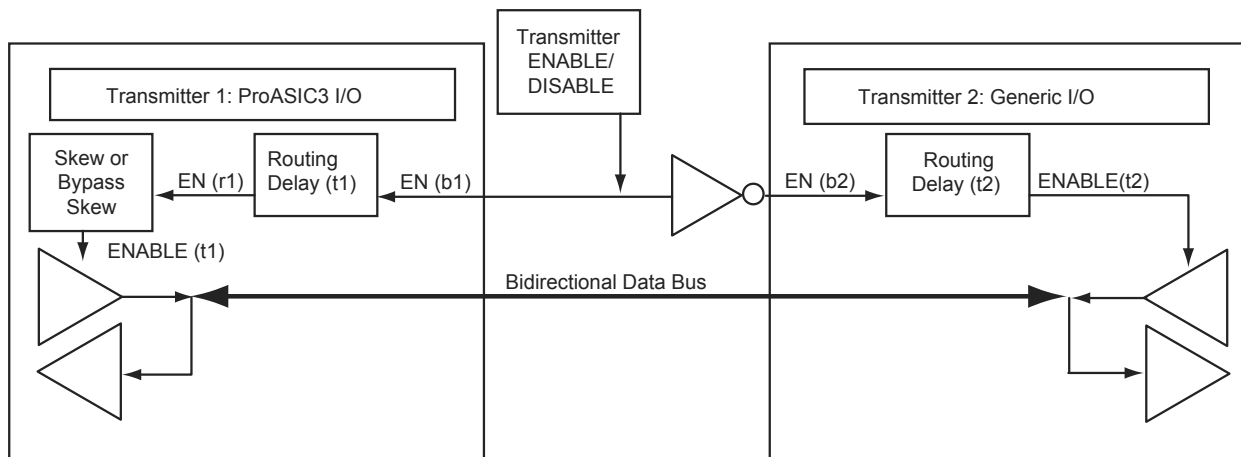 Transmitter
ENABLE/
DISABLE
Transmitter 1: ProASIC3 I/O
Transmitter 2: Generic I/O
Skew or
Bypass
Skew
EN (r1)
Routing
Delay (t1)
EN (b1)
EN (b2)
Routing
Delay (t2)
ENABLE(t2)
ENABLE (t1)
Bidirectional Data Bus